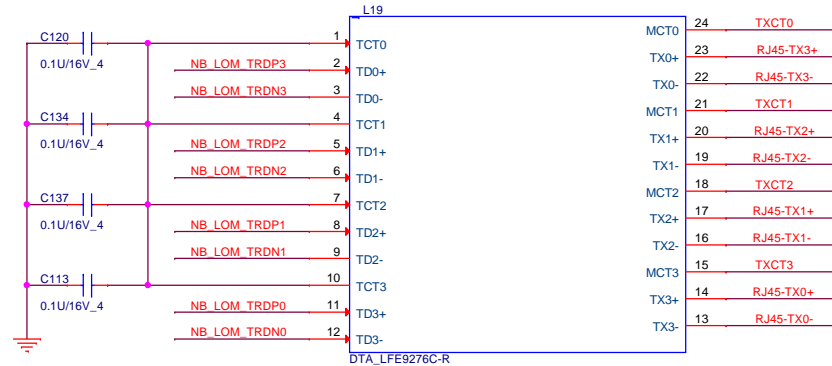 L19
C120
0.1U/16V_4
1 TCT0
NB_LOM_TRDP3 2 TD0+
NB_LOM_TRDN3 3 TD0-
C134
0.1U/16V_4
4 TCT1
NB_LOM_TRDP2 5 TD1+
NB_LOM_TRDN2 6 TD1-
C137
0.1U/16V_4
7 TCT2
NB_LOM_TRDP1 8 TD2+
NB_LOM_TRDN1 9 TD2-
C113
0.1U/16V_4
10 TCT3
NB_LOM_TRDP0 11 TD3+
NB_LOM_TRDN0 12 TD3-
MCT0 24 TXCT0
TX0+ 23 RJ45-TX3+
TX0- 22 RJ45-TX3-
MCT1 21 TXCT1
TX1+ 20 RJ45-TX2+
TX1- 19 RJ45-TX2-
MCT2 18 TXCT2
TX2+ 17 RJ45-TX1+
TX2- 16 RJ45-TX1-
MCT3 15 TXCT3
TX3+ 14 RJ45-TX0+
TX3- 13 RJ45-TX0-
DTA_LFE9276C-R